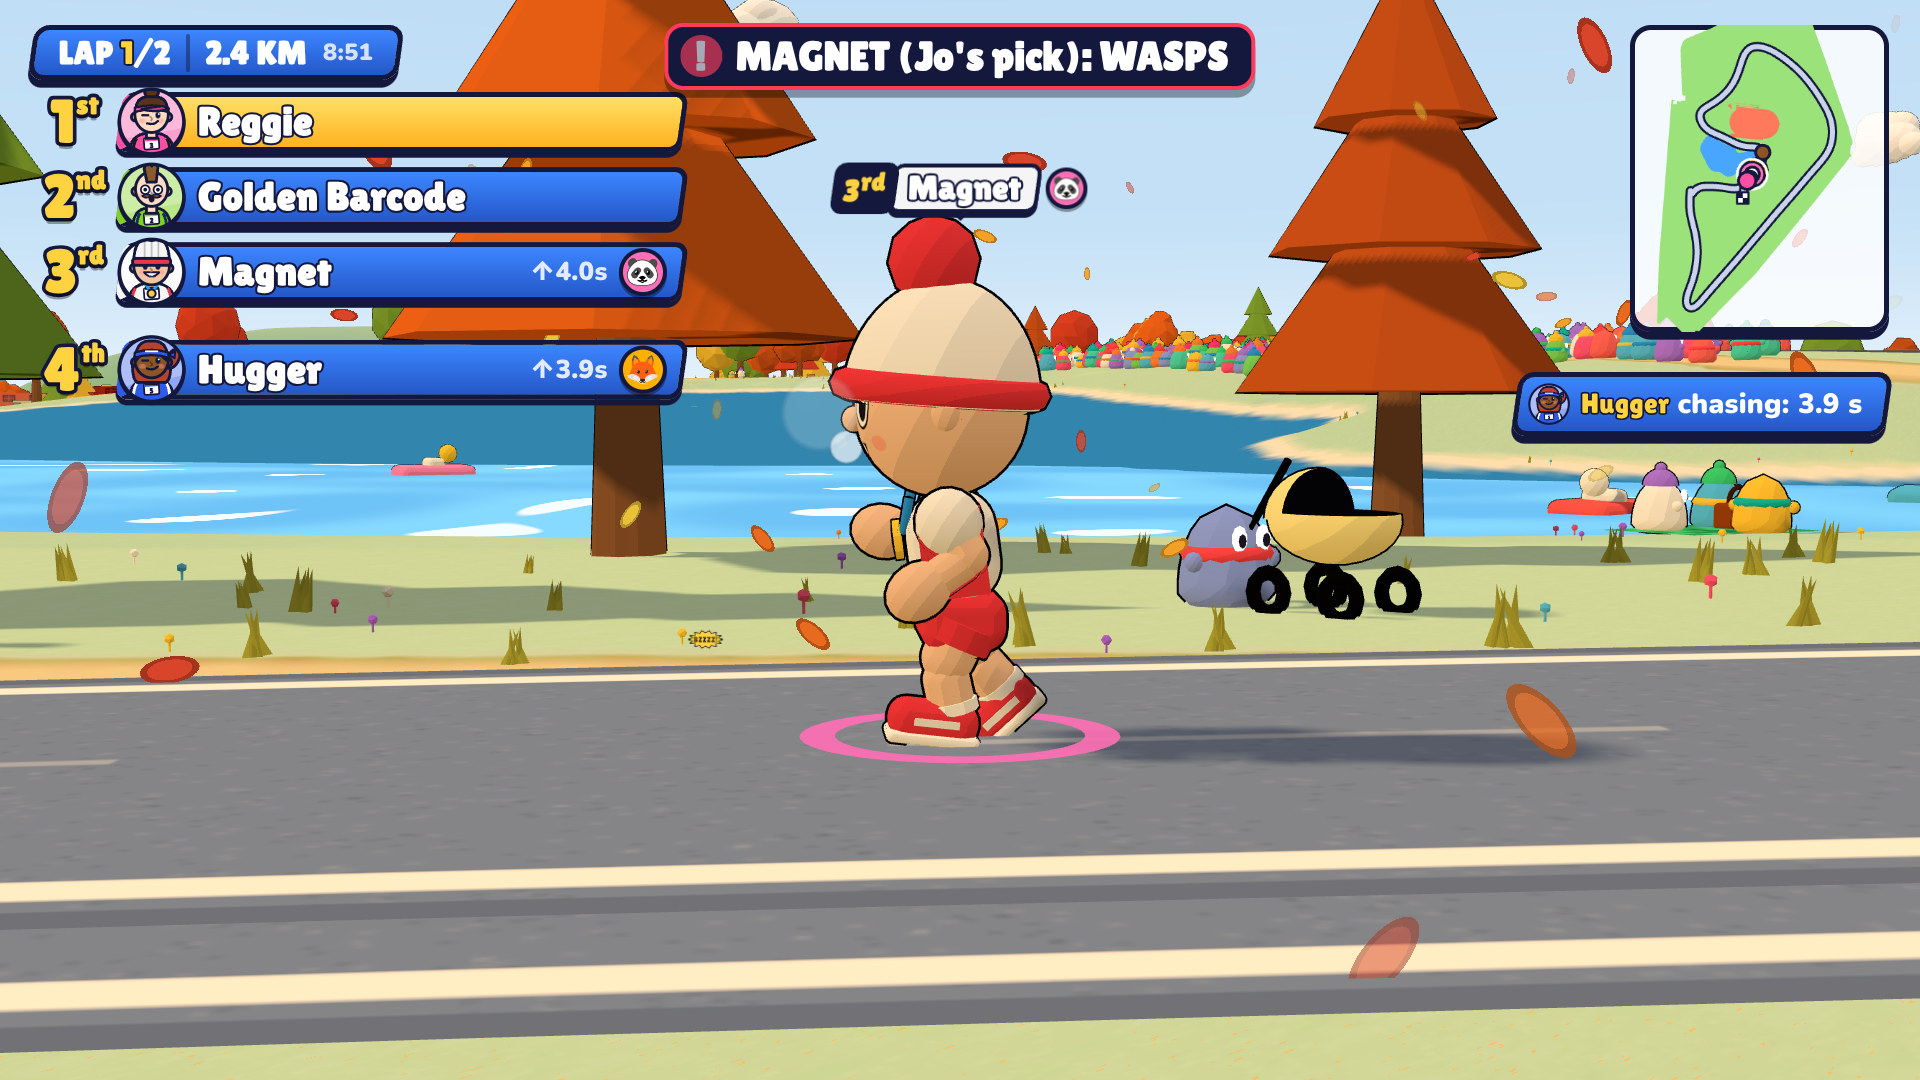 LAP 1/2 2.4 KM 8:51
MAGNET (Jo's pick): WASPS
1st Reggie
2nd Golden Barcode
3rd Magnet ↑4.0s
4th Hugger ↑3.9s
3rd Magnet
Hugger chasing: 3.9 s